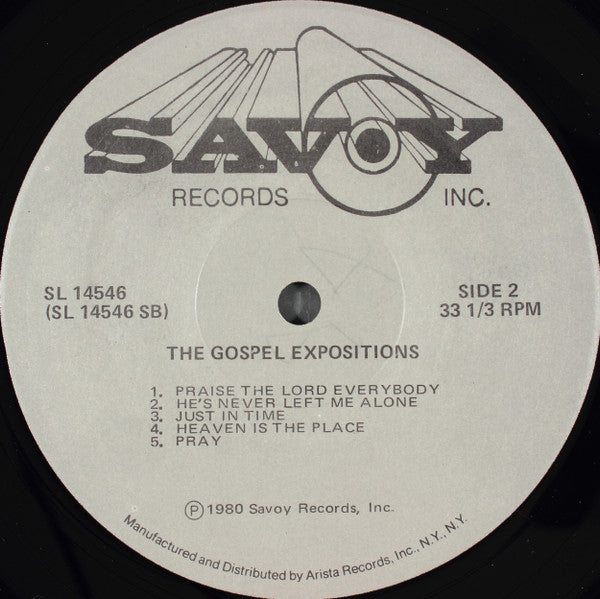 SAVOY
RECORDS INC.
SL 14546
(SL 14546 SB)
SIDE 2
33 1/3 RPM
THE GOSPEL EXPOSITIONS
1. PRAISE THE LORD EVERYBODY
2. HE'S NEVER LEFT ME ALONE
3. JUST IN TIME
4. HEAVEN IS THE PLACE
5. PRAY
Ⓟ 1980 Savoy Records, Inc.
Manufactured and Distributed by Arista Records, Inc., N.Y., N.Y.